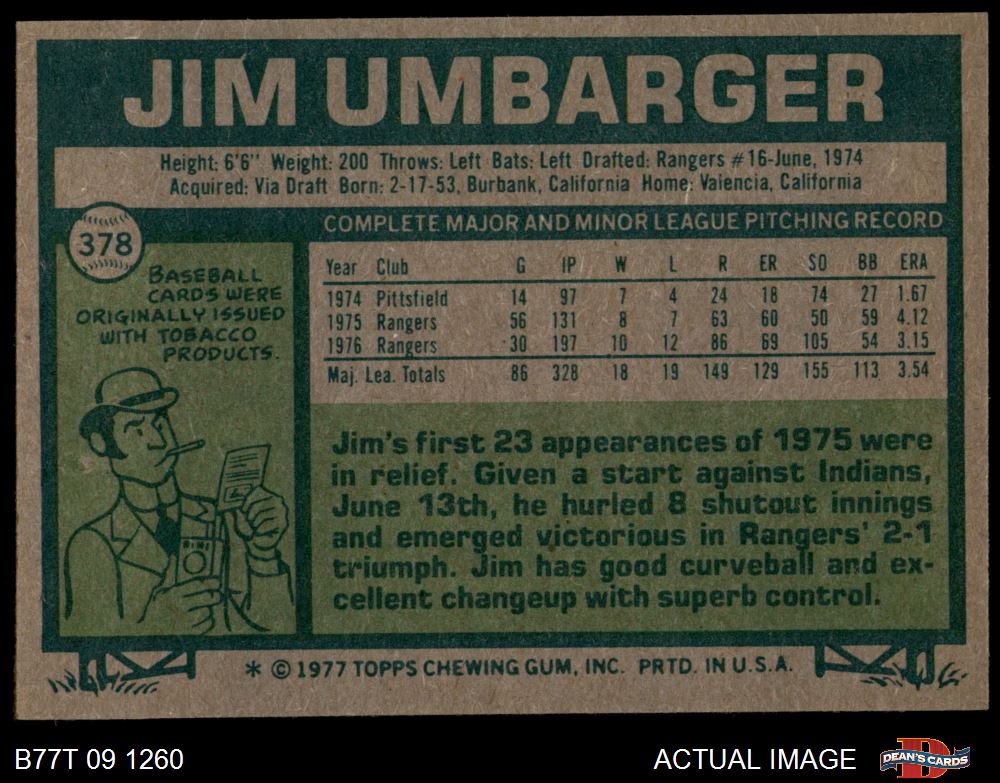 JIM UMBARGER
Height: 6'6" Weight: 200 Throws: Left Bats: Left Drafted: Rangers #16-June, 1974
Acquired: Via Draft Born: 2-17-53, Burbank, California Home: Valencia, California
378
COMPLETE MAJOR AND MINOR LEAGUE PITCHING RECORD
BASEBALL
CARDS WERE
ORIGINALLY ISSUED
WITH TOBACCO
PRODUCTS.
Year Club G IP W L R ER SO BB ERA
1974 Pittsfield 14 97 7 4 24 18 74 27 1.67
1975 Rangers 56 131 8 7 63 60 50 59 4.12
1976 Rangers 30 197 10 12 86 69 105 54 3.15
Maj. Lea. Totals 86 328 18 19 149 129 155 113 3.54
Jim's first 23 appearances of 1975 were
in relief. Given a start against Indians,
June 13th, he hurled 8 shutout innings
and emerged victorious in Rangers' 2-1
triumph. Jim has good curveball and ex-
cellent changeup with superb control.
* © 1977 TOPPS CHEWING GUM, INC. PRTD. IN U.S.A.
B77T 09 1260
ACTUAL IMAGE
DEAN'S CARDS